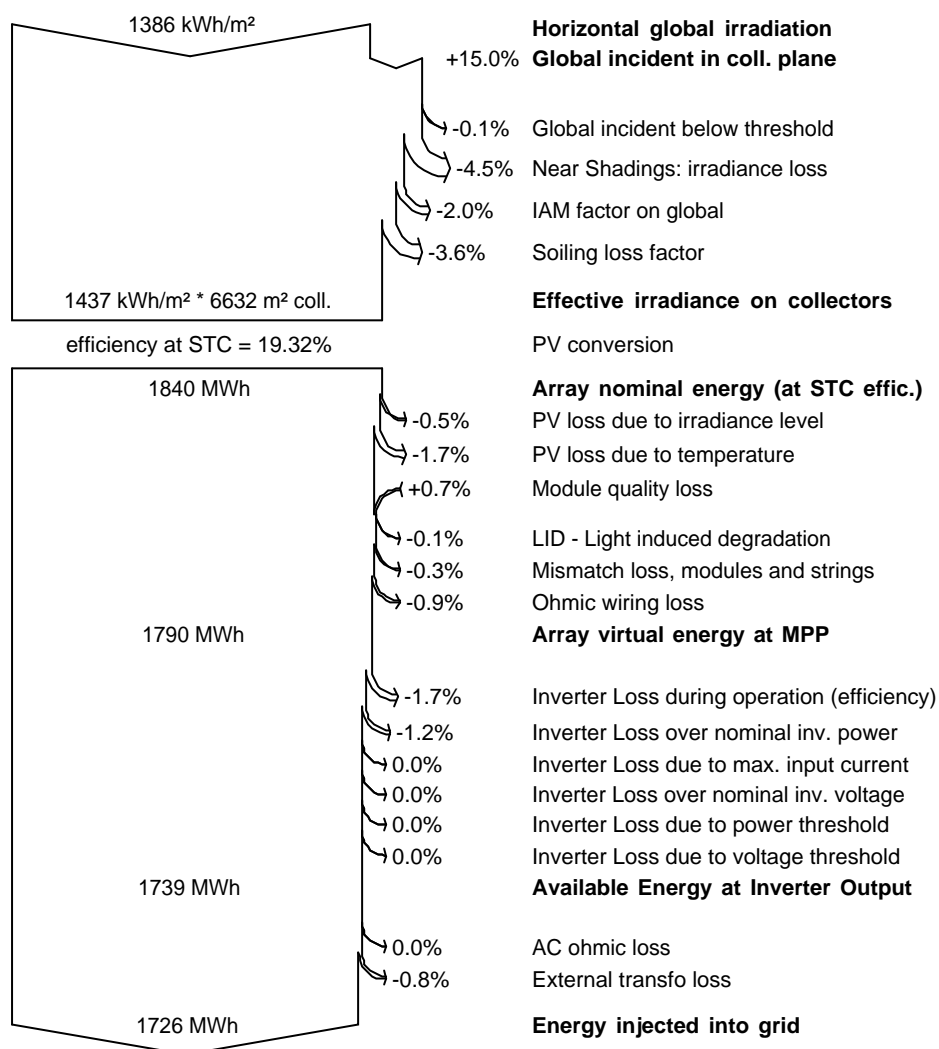 1386 kWh/m² Horizontal global irradiation
+15.0% Global incident in coll. plane
-0.1% Global incident below threshold
-4.5% Near Shadings: irradiance loss
-2.0% IAM factor on global
-3.6% Soiling loss factor
1437 kWh/m² * 6632 m² coll. Effective irradiance on collectors
efficiency at STC = 19.32% PV conversion
1840 MWh Array nominal energy (at STC effic.)
-0.5% PV loss due to irradiance level
-1.7% PV loss due to temperature
+0.7% Module quality loss
-0.1% LID - Light induced degradation
-0.3% Mismatch loss, modules and strings
-0.9% Ohmic wiring loss
1790 MWh Array virtual energy at MPP
-1.7% Inverter Loss during operation (efficiency)
-1.2% Inverter Loss over nominal inv. power
0.0% Inverter Loss due to max. input current
0.0% Inverter Loss over nominal inv. voltage
0.0% Inverter Loss due to power threshold
0.0% Inverter Loss due to voltage threshold
1739 MWh Available Energy at Inverter Output
0.0% AC ohmic loss
-0.8% External transfo loss
1726 MWh Energy injected into grid